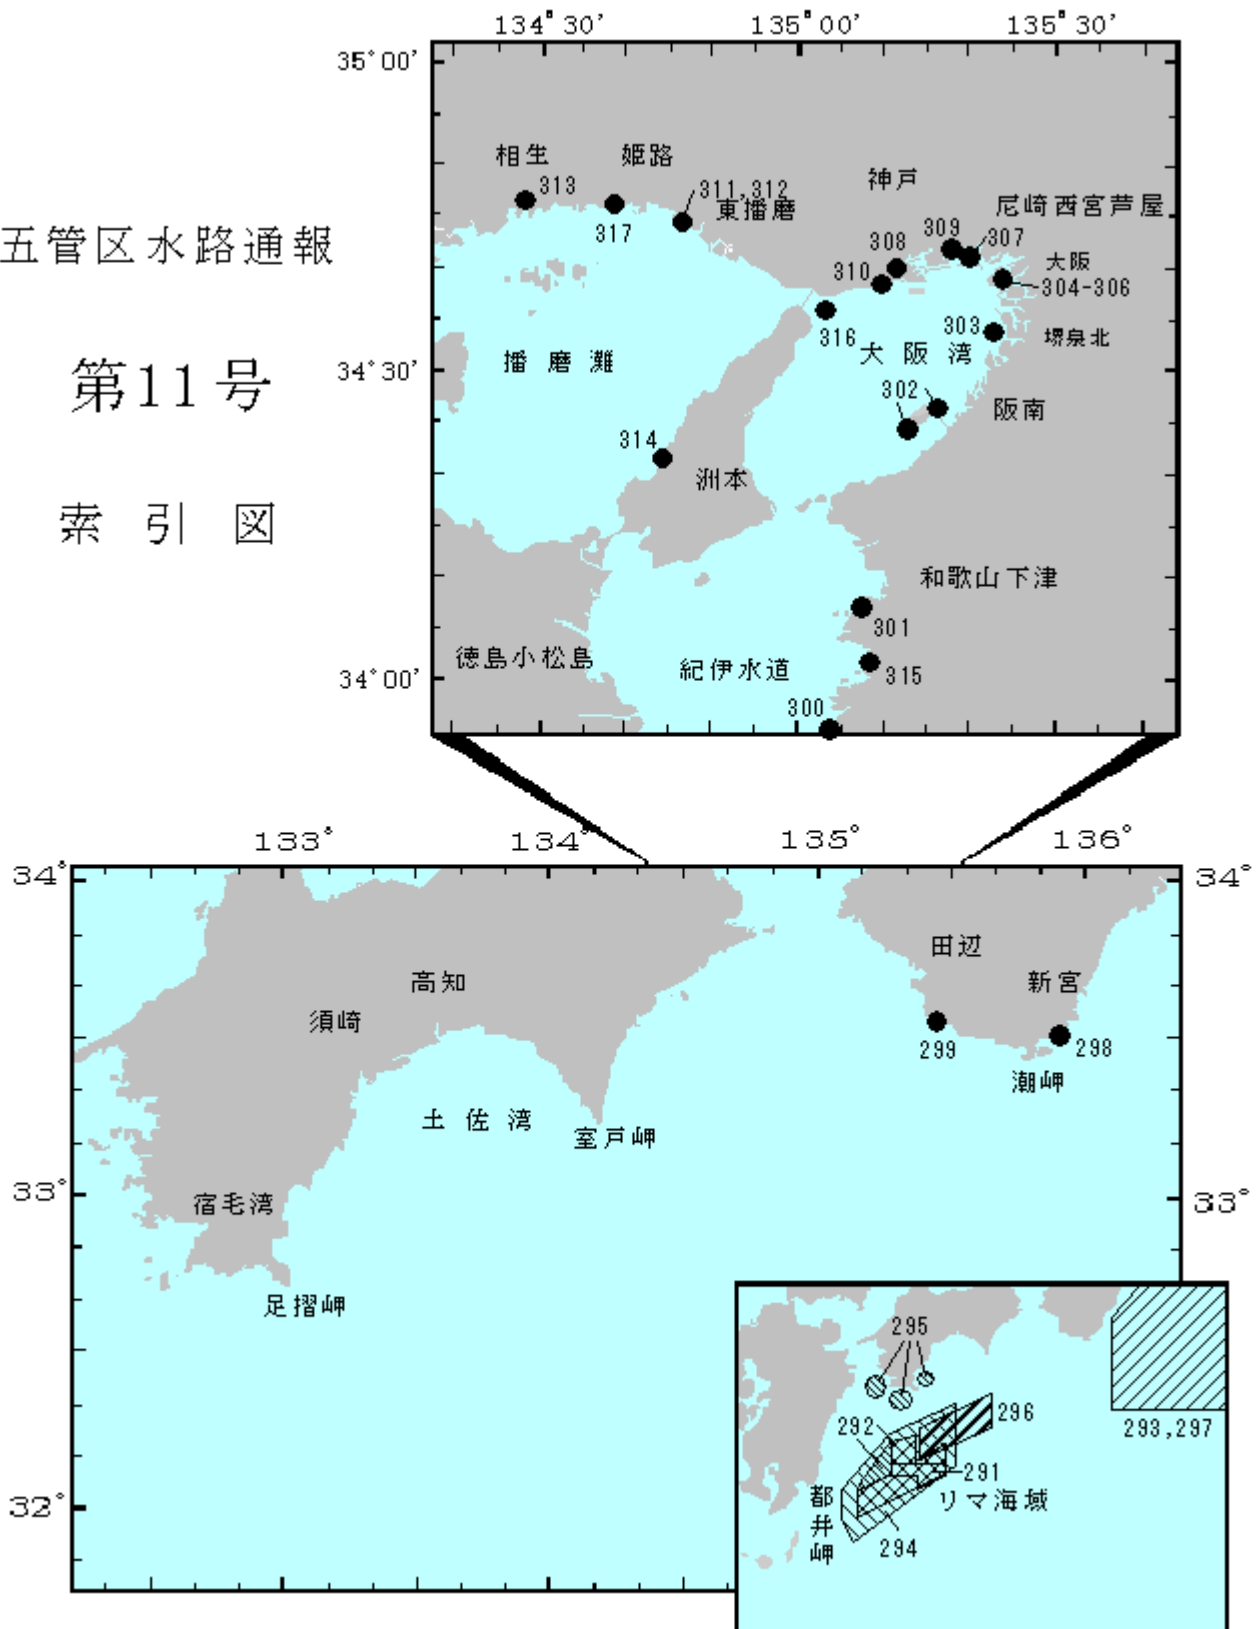 五管区水路通報
第11号
索引図
134°30' 135°00' 135°30'
35°00'
34°30'
34°00'
相生 姫路 神戸
313 311,312 東播磨 尼崎西宮芦屋
317 308 309 307
310 大阪
304-306
316 303 堺泉北
播磨灘 大阪湾
302 阪南
314
洲本
和歌山下津
301
徳島小松島 紀伊水道 315
300
133° 134° 135° 136°
34° 34°
田辺
高知 新宮
須崎
299 298
潮岬
土佐湾
室戸岬
33° 33°
宿毛湾
足摺岬
295
296
292 293,297
291
都井岬 リマ海域
32°
294